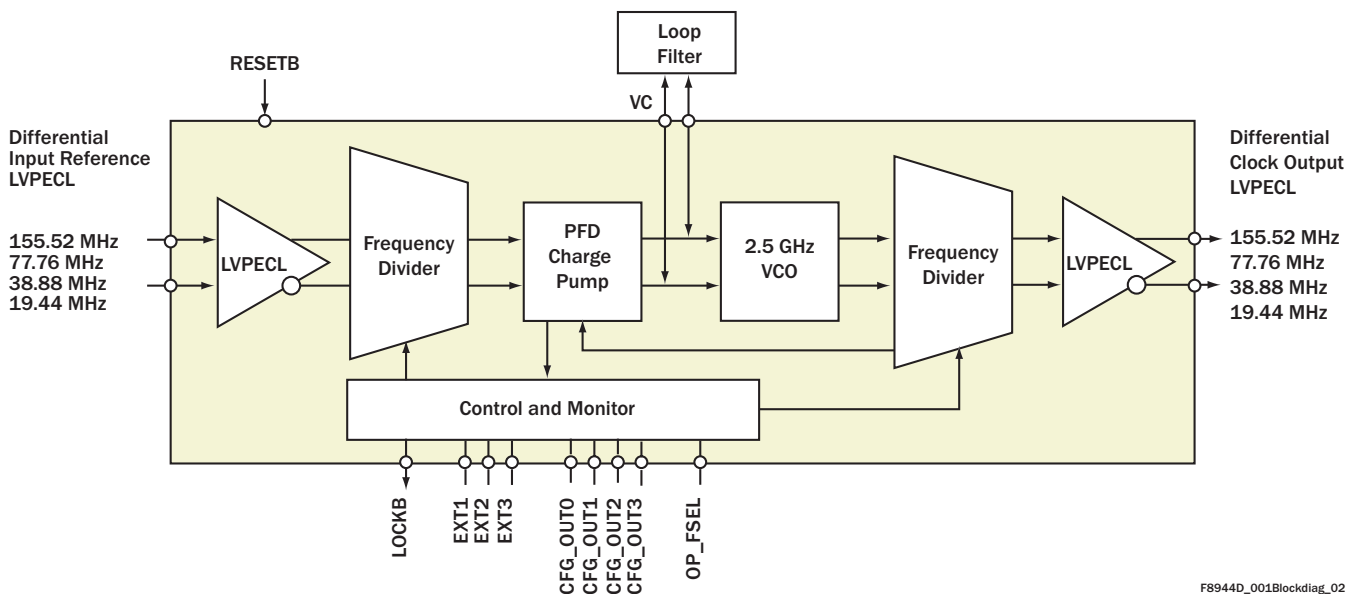 Loop
Filter
RESETB
VC
Differential
Input Reference
LVPECL
Differential
Clock Output
LVPECL
155.52 MHz
77.76 MHz
38.88 MHz
19.44 MHz
LVPECL
Frequency
Divider
PFD
Charge
Pump
2.5 GHz
VCO
Frequency
Divider
LVPECL
155.52 MHz
77.76 MHz
38.88 MHz
19.44 MHz
Control and Monitor
LOCKB
EXT1
EXT2
EXT3
CFG_OUT0
CFG_OUT1
CFG_OUT2
CFG_OUT3
OP_FSEL
F8944D_001Blockdiag_02